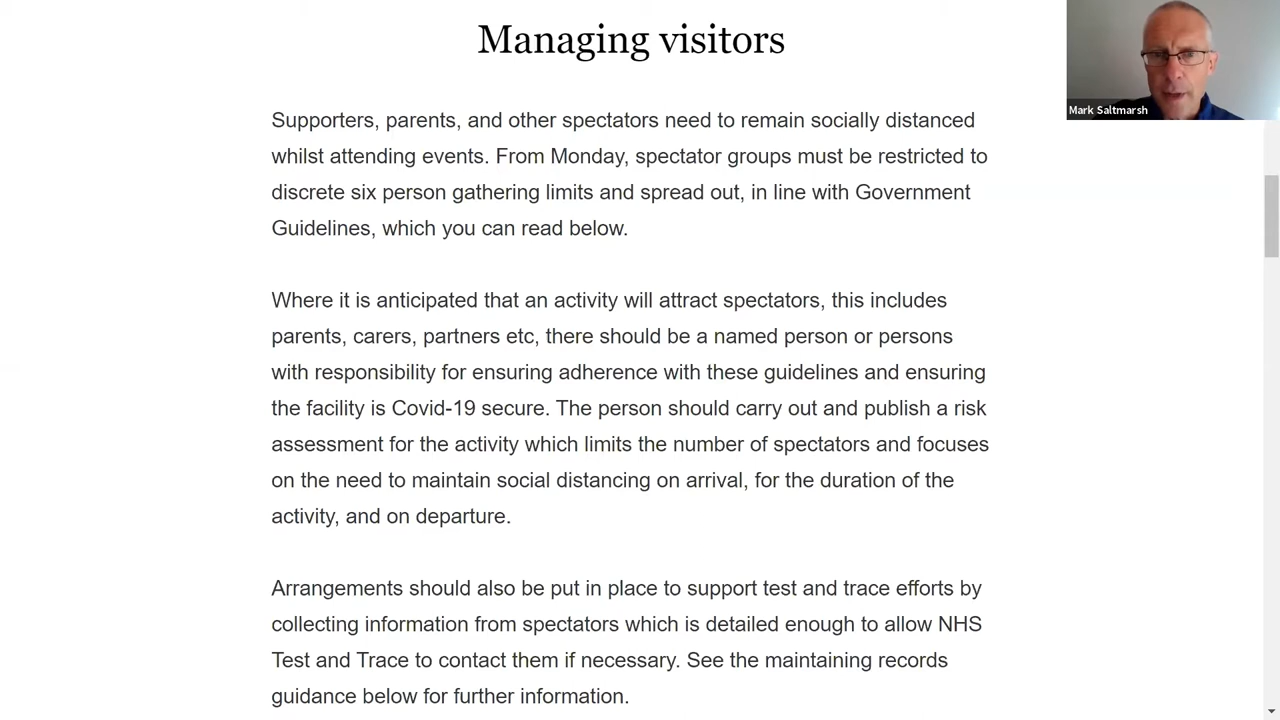 Managing visitors
Mark Saltmarsh
Supporters, parents, and other spectators need to remain socially distanced
whilst attending events. From Monday, spectator groups must be restricted to
discrete six person gathering limits and spread out, in line with Government
Guidelines, which you can read below.
Where it is anticipated that an activity will attract spectators, this includes
parents, carers, partners etc, there should be a named person or persons
with responsibility for ensuring adherence with these guidelines and ensuring
the facility is Covid-19 secure. The person should carry out and publish a risk
assessment for the activity which limits the number of spectators and focuses
on the need to maintain social distancing on arrival, for the duration of the
activity, and on departure.
Arrangements should also be put in place to support test and trace efforts by
collecting information from spectators which is detailed enough to allow NHS
Test and Trace to contact them if necessary. See the maintaining records
guidance below for further information.